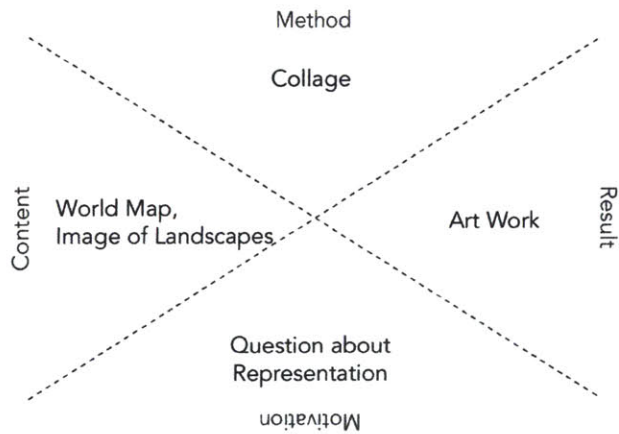 Method
Collage
Content
World Map,
Image of Landscapes
Art Work
Result
Question about
Representation
Motivation